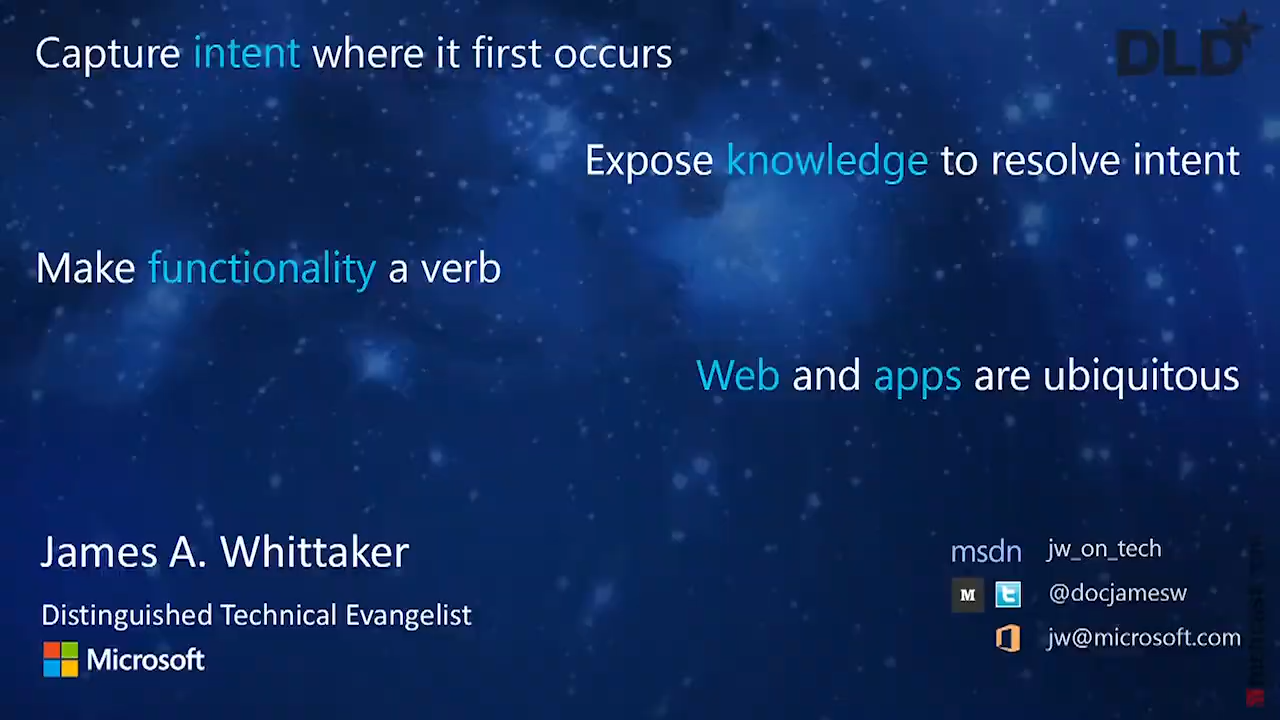 Capture intent where it first occurs
DLD
Expose knowledge to resolve intent
Make functionality a verb
Web and apps are ubiquitous
James A. Whittaker
Distinguished Technical Evangelist
Microsoft
msdn jw_on_tech
M @docjamesw
jw@microsoft.com